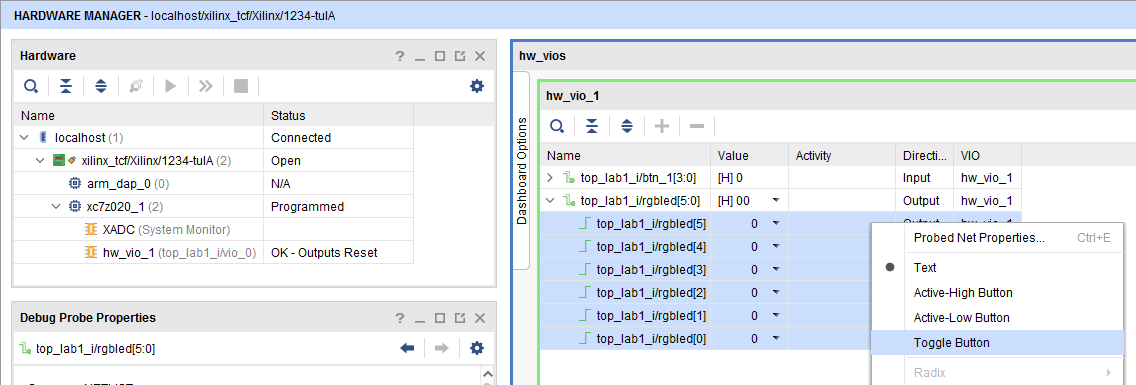 HARDWARE MANAGER - localhost/xilinx_tcf/Xilinx/1234-tulA
Hardware
Name Status
localhost (1) Connected
xilinx_tcf/Xilinx/1234-tulA (2) Open
arm_dap_0 (0) N/A
xc7z020_1 (2) Programmed
XADC (System Monitor)
hw_vio_1 (top_lab1_i/vio_0) OK - Outputs Reset
Debug Probe Properties
top_lab1_i/rgbled[5:0]
hw_vios
Dashboard Options
hw_vio_1
Name Value Activity Directi... VIO
top_lab1_i/btn_1[3:0] [H] 0 Input hw_vio_1
top_lab1_i/rgbled[5:0] [H] 00 Output hw_vio_1
top_lab1_i/rgbled[5] 0
top_lab1_i/rgbled[4] 0
top_lab1_i/rgbled[3] 0
top_lab1_i/rgbled[2] 0
top_lab1_i/rgbled[1] 0
top_lab1_i/rgbled[0] 0
Probed Net Properties... Ctrl+E
Text
Active-High Button
Active-Low Button
Toggle Button
Radix